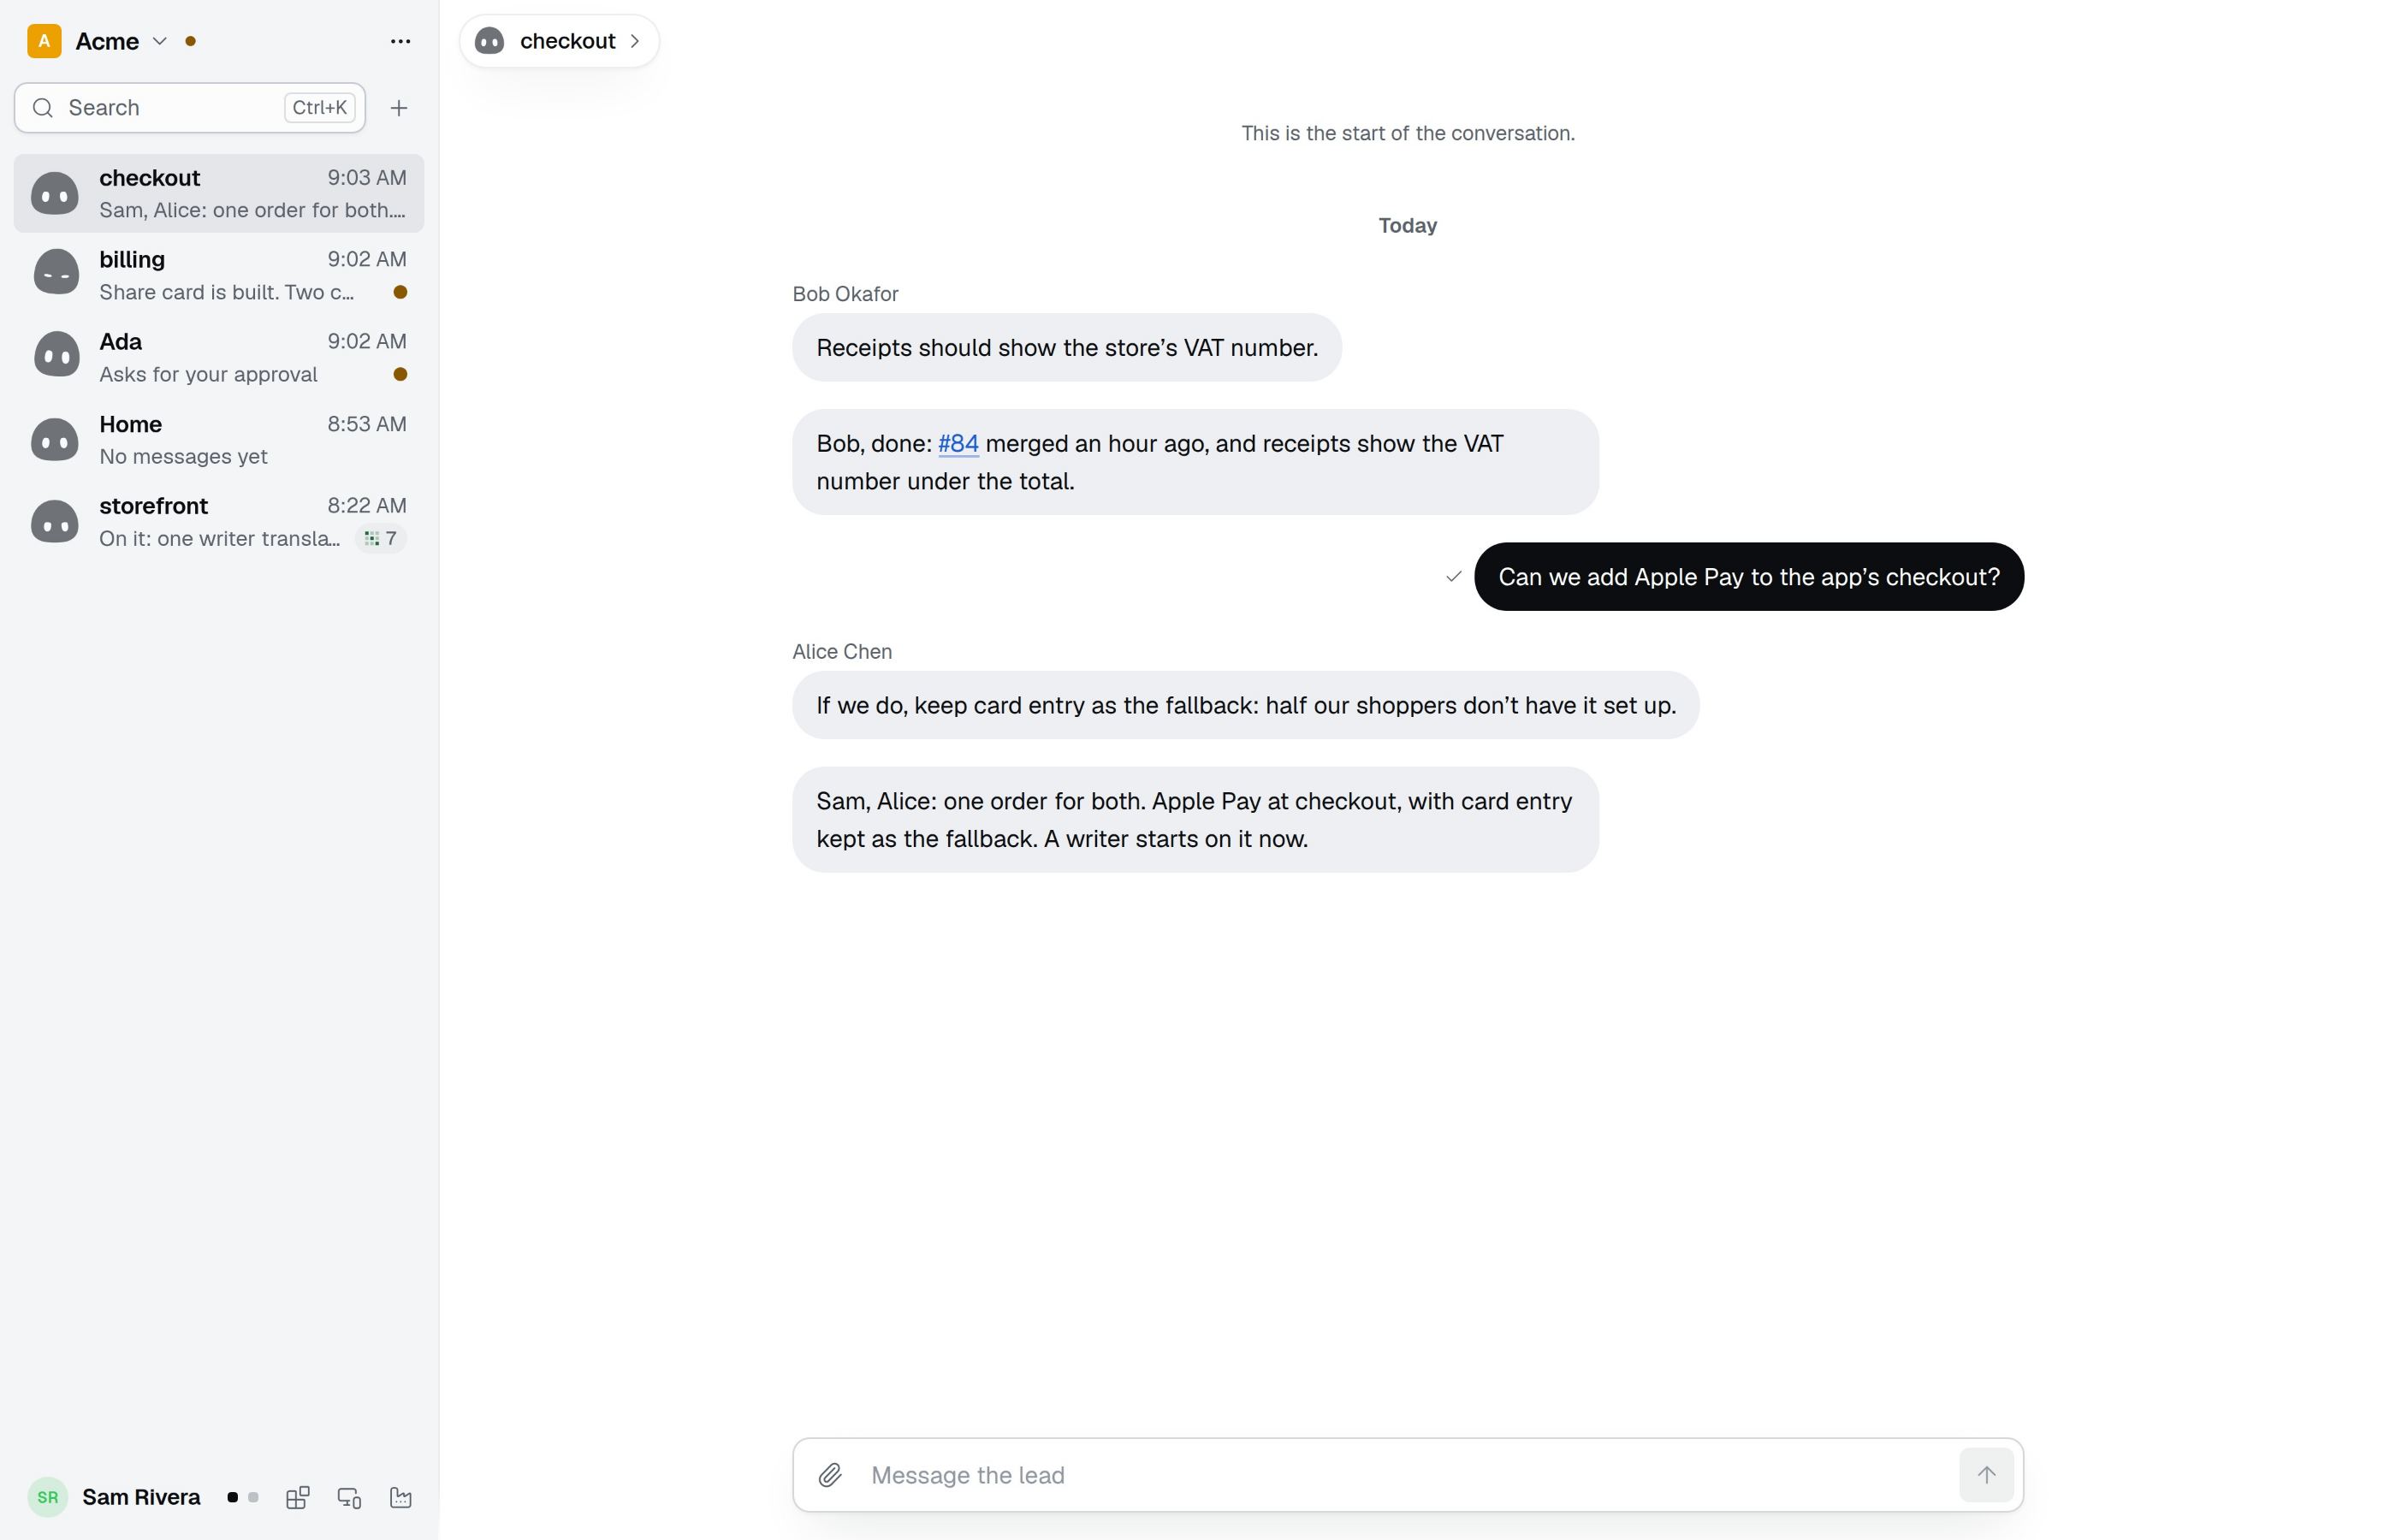 A Acme
Search Ctrl+K
checkout 9:03 AM
Sam, Alice: one order for both....
billing 9:02 AM
Share card is built. Two c...
Ada 9:02 AM
Asks for your approval
Home 8:53 AM
No messages yet
storefront 8:22 AM
On it: one writer transla... 7
SR Sam Rivera
checkout
This is the start of the conversation.
Today
Bob Okafor
Receipts should show the store’s VAT number.
Bob, done: #84 merged an hour ago, and receipts show the VAT
number under the total.
Can we add Apple Pay to the app’s checkout?
Alice Chen
If we do, keep card entry as the fallback: half our shoppers don’t have it set up.
Sam, Alice: one order for both. Apple Pay at checkout, with card entry
kept as the fallback. A writer starts on it now.
Message the lead